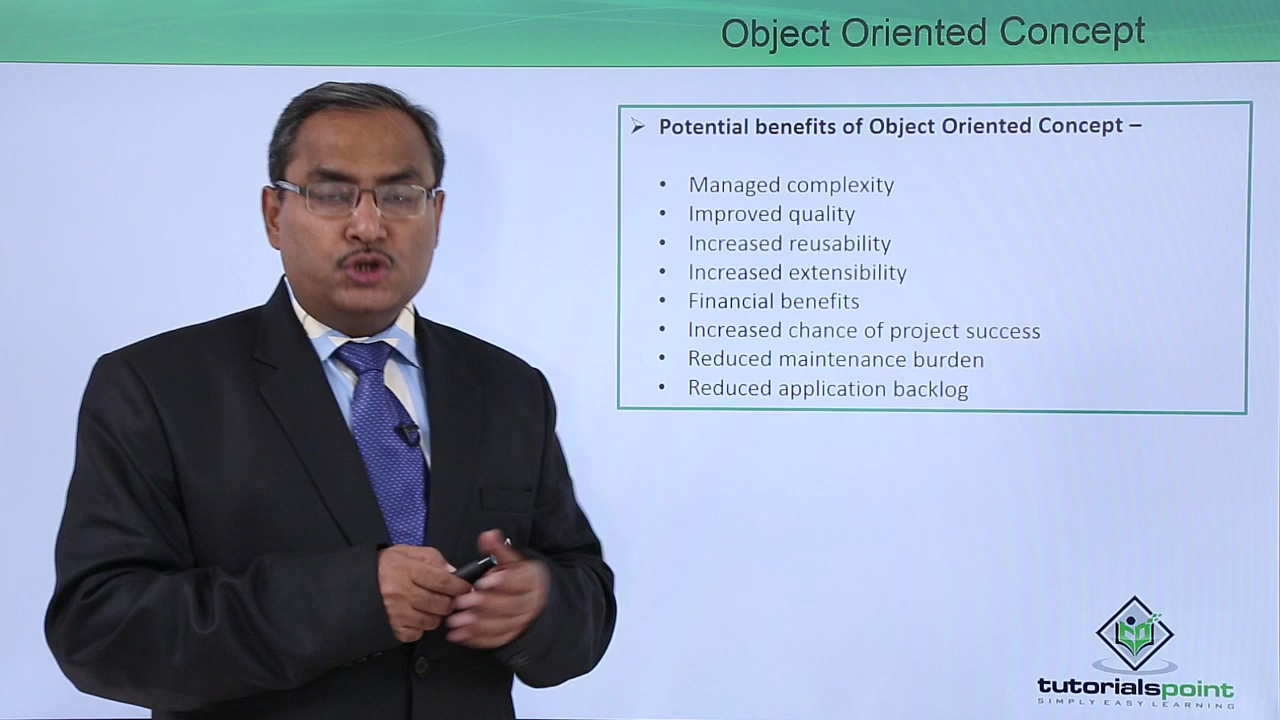 Object Oriented Concept
➢ Potential benefits of Object Oriented Concept –
• Managed complexity
• Improved quality
• Increased reusability
• Increased extensibility
• Financial benefits
• Increased chance of project success
• Reduced maintenance burden
• Reduced application backlog
tutorialspoint
SIMPLY EASY LEARNING